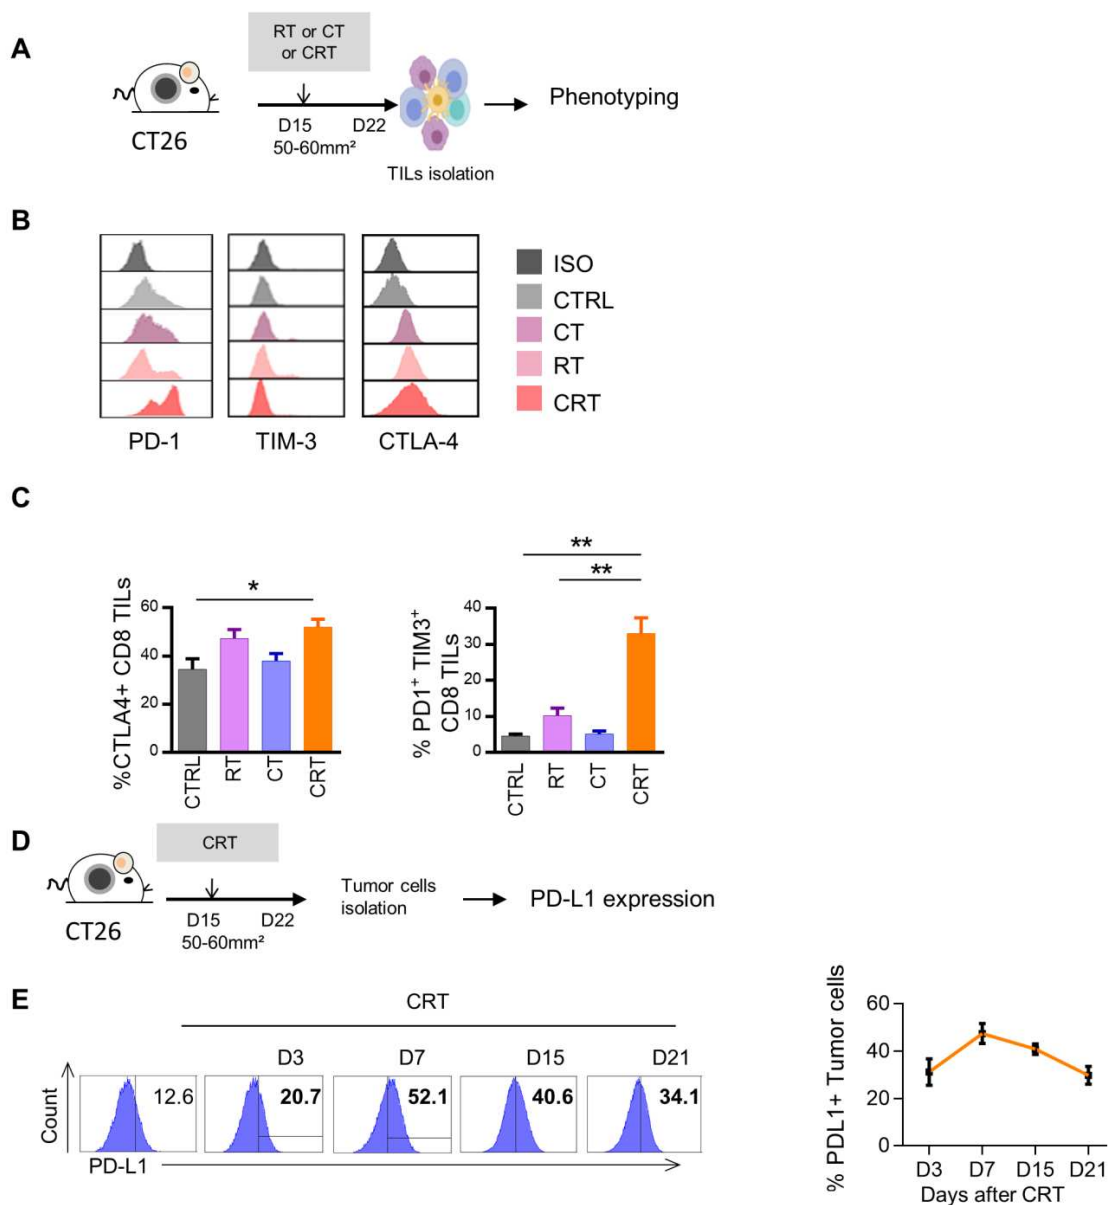 A
RT or CT
or CRT
CT26
D15
D22
50-60mm²
TILs isolation
Phenotyping
B
ISO
CTRL
CT
RT
CRT
PD-1
TIM-3
CTLA-4
C
%CTLA4+ CD8 TILs
60
40
20
0
*
CTRL
RT
CT
CRT
% PD1⁺ TIM3⁺
CD8 TILs
40
30
20
10
0
**
**
CTRL
RT
CT
CRT
D
CRT
CT26
D15
D22
50-60mm²
Tumor cells
isolation
PD-L1 expression
E
CRT
D3
D7
D15
D21
Count
12.6
20.7
52.1
40.6
34.1
PD-L1
% PDL1+ Tumor cells
60
40
20
0
D3
D7
D15
D21
Days after CRT